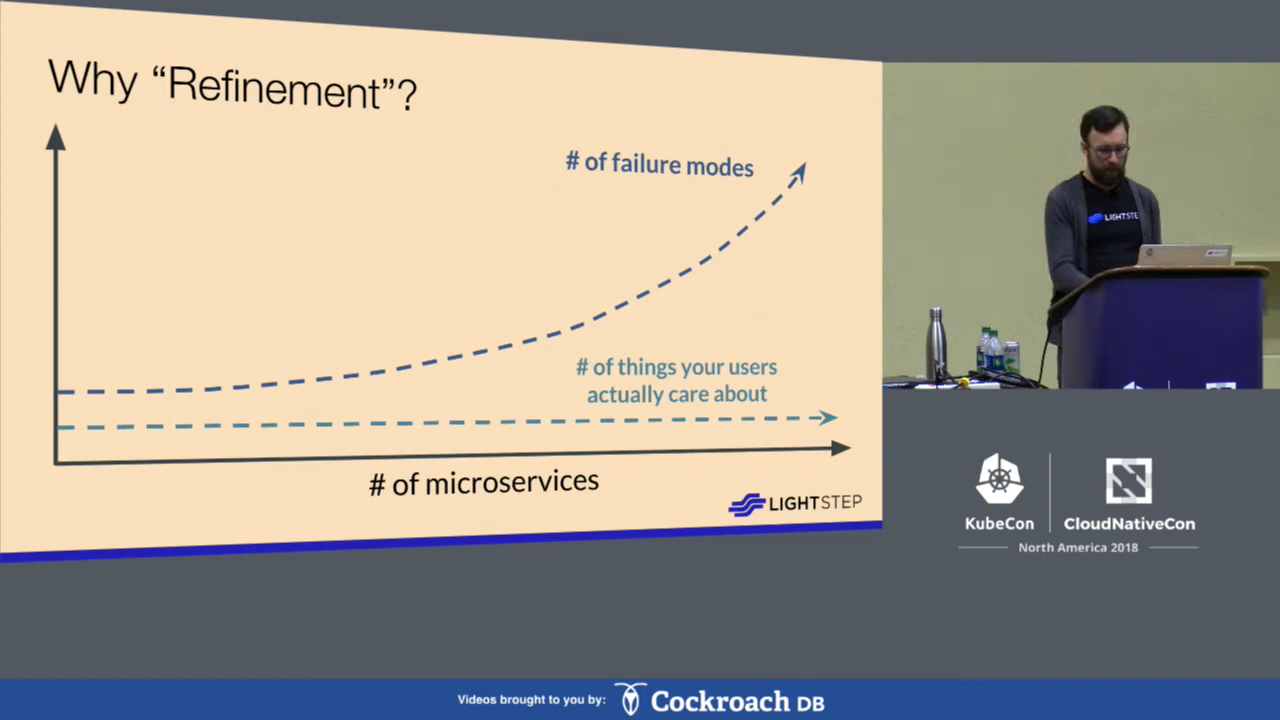 Why “Refinement”?
# of failure modes
# of things your users
actually care about
# of microservices
LIGHTSTEP
LIGHTSTE
KubeCon
CloudNativeCon
North America 2018
Videos brought to you by:
Cockroach DB